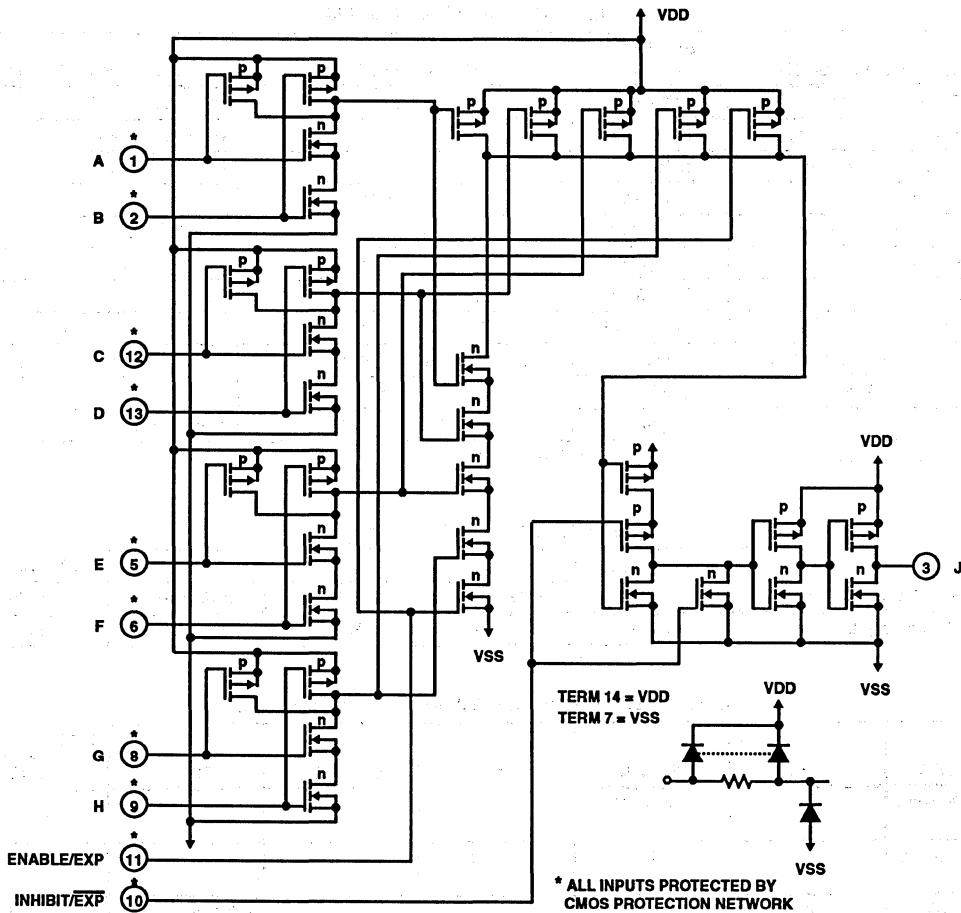 VDD
p p
p p p p p
n
*
A 1
n
*
B 2
p p
n
*
C 12
n
n
*
D 13
n
p p
n
n
p
VDD
*
E 5
n
p p
p
n
n
n n n
3 J
*
F 6
n
VSS
p p
VSS
TERM 14 = VDD
TERM 7 = VSS
VDD
n
*
G 8
n
*
H 9
*
ENABLE/EXP 11
VSS
*
INHIBIT/E̅X̅P̅ 10
* ALL INPUTS PROTECTED BY
CMOS PROTECTION NETWORK